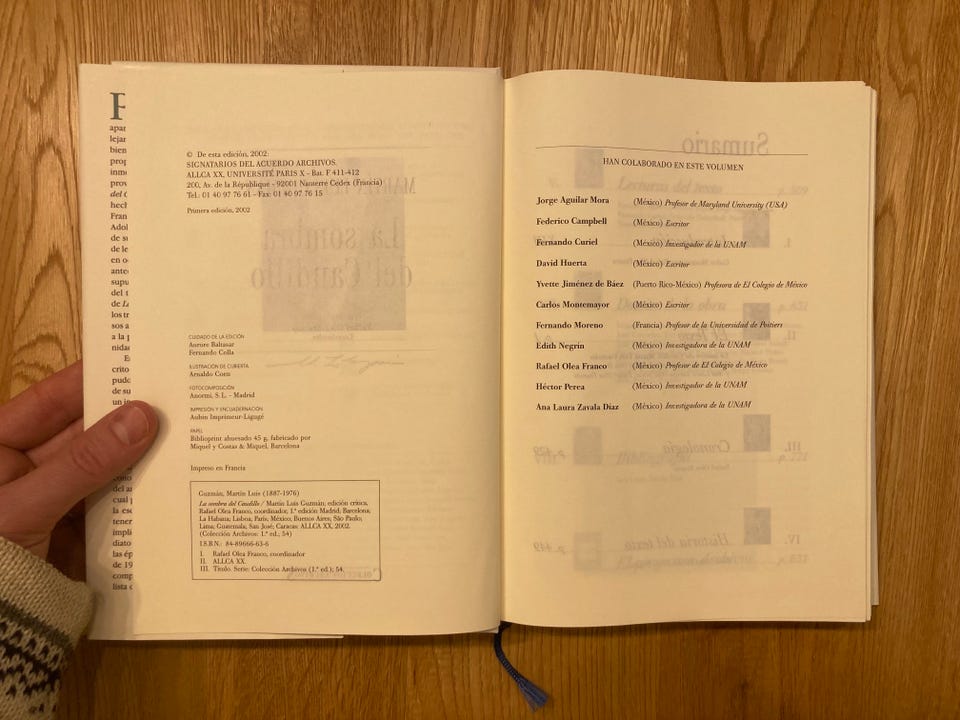 © De esta edición, 2002:
SIGNATARIOS DEL ACUERDO ARCHIVOS.
ALLCA XX, UNIVERSITÉ PARIS X - Bat. F 411-412
200, Av. de la République - 92001 Nanterre Cédex (Francia)
Tel.: 01 40 97 76 61 - Fax: 01 40 97 76 15
Primera edición, 2002
CUIDADO DE LA EDICIÓN
Aurore Baltasar
Fernando Colla
ILUSTRACIÓN DE CUBIERTA
Arnaldo Coen
FOTOCOMPOSICIÓN
Anormi, S.L. - Madrid
IMPRESIÓN Y ENCUADERNACIÓN
Aubin Imprimeur-Ligugé
PAPEL
Biblioprint ahuesado 45 g, fabricado por
Miquel y Costas & Miquel, Barcelona
Impreso en Francia
Guzmán, Martín Luis (1887-1976)
La sombra del Caudillo / Martín Luis Guzmán; edición crítica,
Rafael Olea Franco, coordinador, 1.ª edición Madrid; Barcelona;
La Habana; Lisboa; París, México; Buenos Aires; São Paulo;
Lima; Guatemala; San José; Caracas: ALLCA XX, 2002.
(Colección Archivos: 1.ª ed.; 54)
I.S.B.N.: 84-89666-63-6
I. Rafael Olea Franco, coordinador
II. ALLCA XX.
III. Título. Serie: Colección Archivos (1.ª ed.); 54.
HAN COLABORADO EN ESTE VOLUMEN
Jorge Aguilar Mora (México) Profesor de Maryland University (USA)
Federico Campbell (México) Escritor
Fernando Curiel (México) Investigador de la UNAM
David Huerta (México) Escritor
Yvette Jiménez de Báez (Puerto Rico-México) Profesora de El Colegio de México
Carlos Montemayor (México) Escritor
Fernando Moreno (Francia) Profesor de la Universidad de Poitiers
Edith Negrín (México) Investigadora de la UNAM
Rafael Olea Franco (México) Profesor de El Colegio de México
Héctor Perea (México) Investigador de la UNAM
Ana Laura Zavala Díaz (México) Investigadora de la UNAM